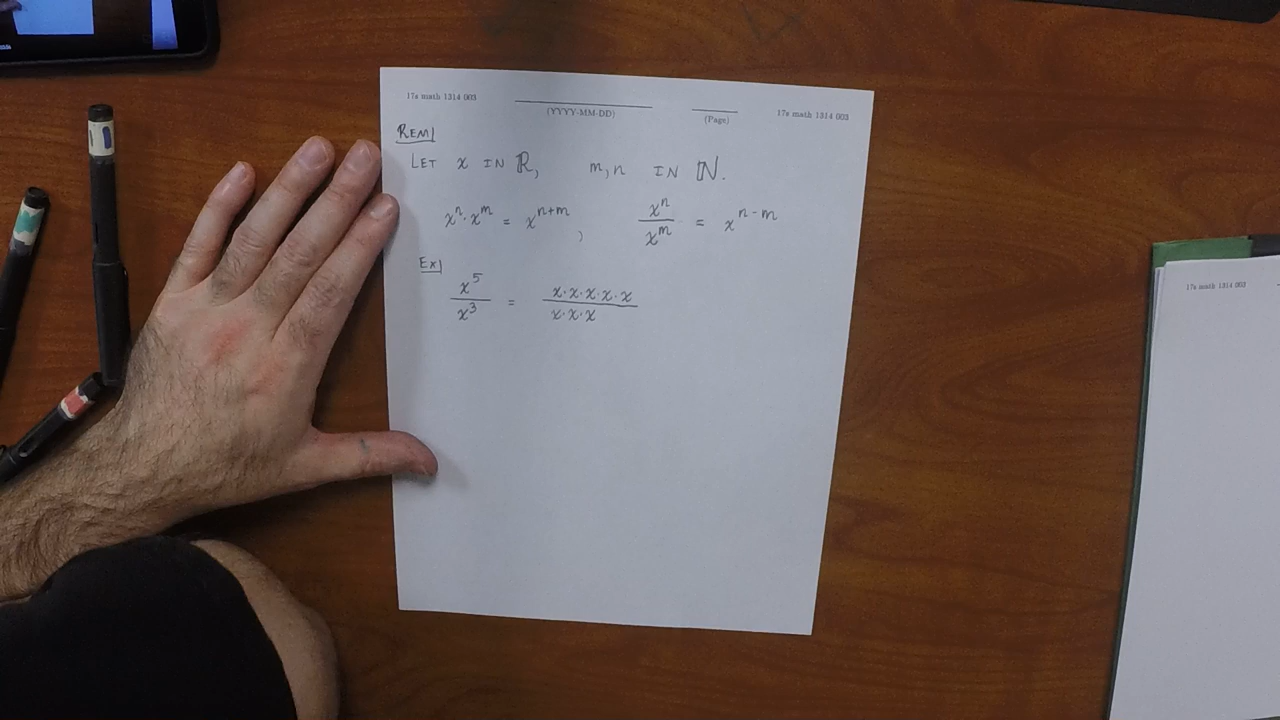 17s math 1314 003 (YYYY-MM-DD) (Page) 17s math 1314 003
REM|
LET x IN ℝ, m,n IN ℕ.
xⁿ·xᵐ = xⁿ⁺ᵐ, xⁿ/xᵐ = xⁿ⁻ᵐ
EX|
x⁵/x³ = x·x·x·x·x/x·x·x
17s math 1314 003